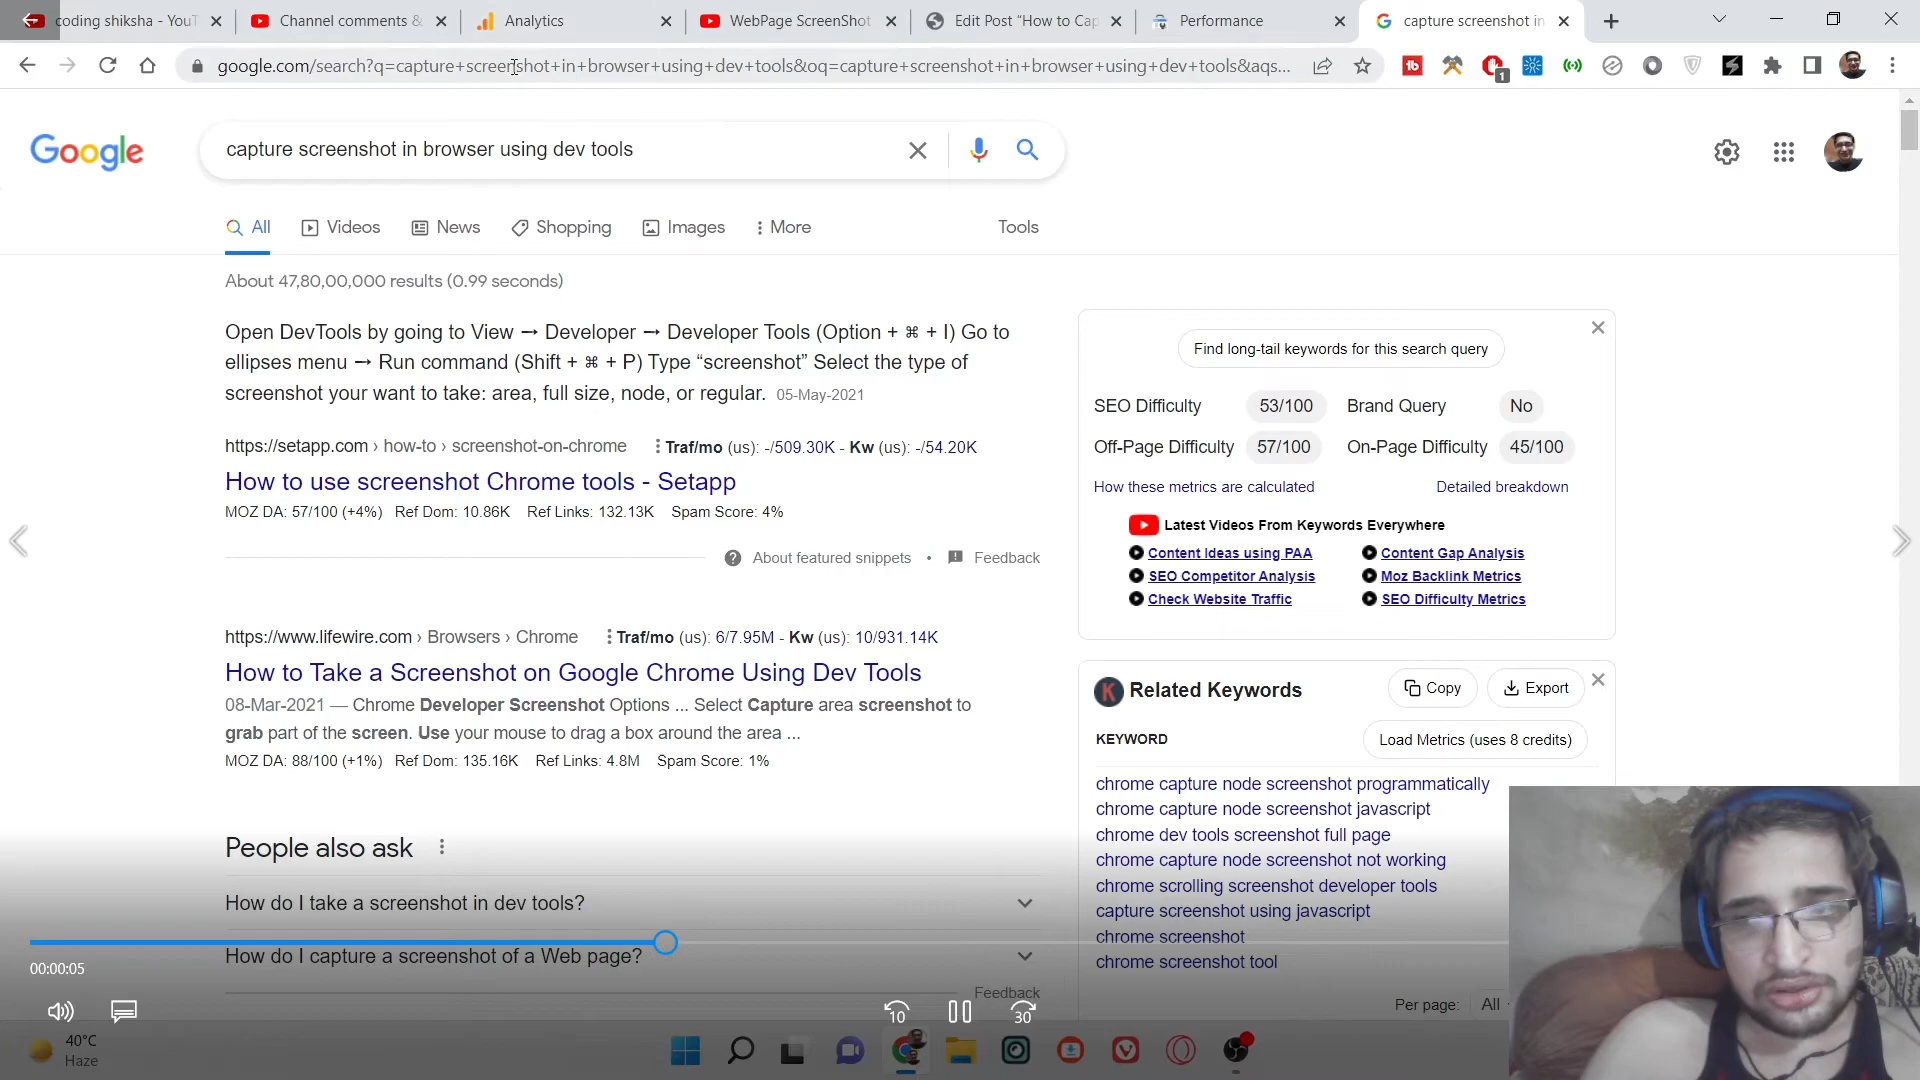 coding shiksha - YouT
Channel comments &
Analytics
WebPage ScreenShot
Edit Post "How to Cap
Performance
capture screenshot in
google.com/search?q=capture+screenshot+in+browser+using+dev+tools&oq=capture+screenshot+in+browser+using+dev+tools&aqs...
1
Google
capture screenshot in browser using dev tools
All
Videos
News
Shopping
Images
More
Tools
About 47,80,00,000 results (0.99 seconds)
Open DevTools by going to View → Developer → Developer Tools (Option + ⌘ + I) Go to
ellipses menu → Run command (Shift + ⌘ + P) Type “screenshot” Select the type of
screenshot your want to take: area, full size, node, or regular. 05-May-2021
https://setapp.com › how-to › screenshot-on-chrome
Traf/mo (us): -/509.30K - Kw (us): -/54.20K
How to use screenshot Chrome tools - Setapp
MOZ DA: 57/100 (+4%) Ref Dom: 10.86K Ref Links: 132.13K Spam Score: 4%
About featured snippets • Feedback
https://www.lifewire.com › Browsers › Chrome
Traf/mo (us): 6/7.95M - Kw (us): 10/931.14K
How to Take a Screenshot on Google Chrome Using Dev Tools
08-Mar-2021 — Chrome Developer Screenshot Options ... Select Capture area screenshot to
grab part of the screen. Use your mouse to drag a box around the area ...
MOZ DA: 88/100 (+1%) Ref Dom: 135.16K Ref Links: 4.8M Spam Score: 1%
People also ask
How do I take a screenshot in dev tools?
How do I capture a screenshot of a Web page?
Feedback
Find long-tail keywords for this search query
SEO Difficulty 53/100 Brand Query No
Off-Page Difficulty 57/100 On-Page Difficulty 45/100
How these metrics are calculated
Detailed breakdown
Latest Videos From Keywords Everywhere
Content Ideas using PAA
Content Gap Analysis
SEO Competitor Analysis
Moz Backlink Metrics
Check Website Traffic
SEO Difficulty Metrics
K Related Keywords
Copy
Export
KEYWORD
Load Metrics (uses 8 credits)
chrome capture node screenshot programmatically
chrome capture node screenshot javascript
chrome dev tools screenshot full page
chrome capture node screenshot not working
chrome scrolling screenshot developer tools
capture screenshot using javascript
chrome screenshot
chrome screenshot tool
Per page: All
00:00:05
10
30
40°C
Haze